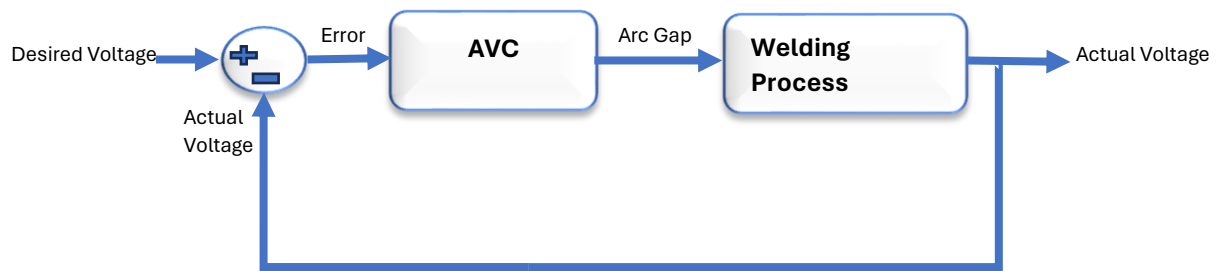 Desired Voltage
Error
AVC
Arc Gap
Welding
Process
Actual Voltage
Actual
Voltage